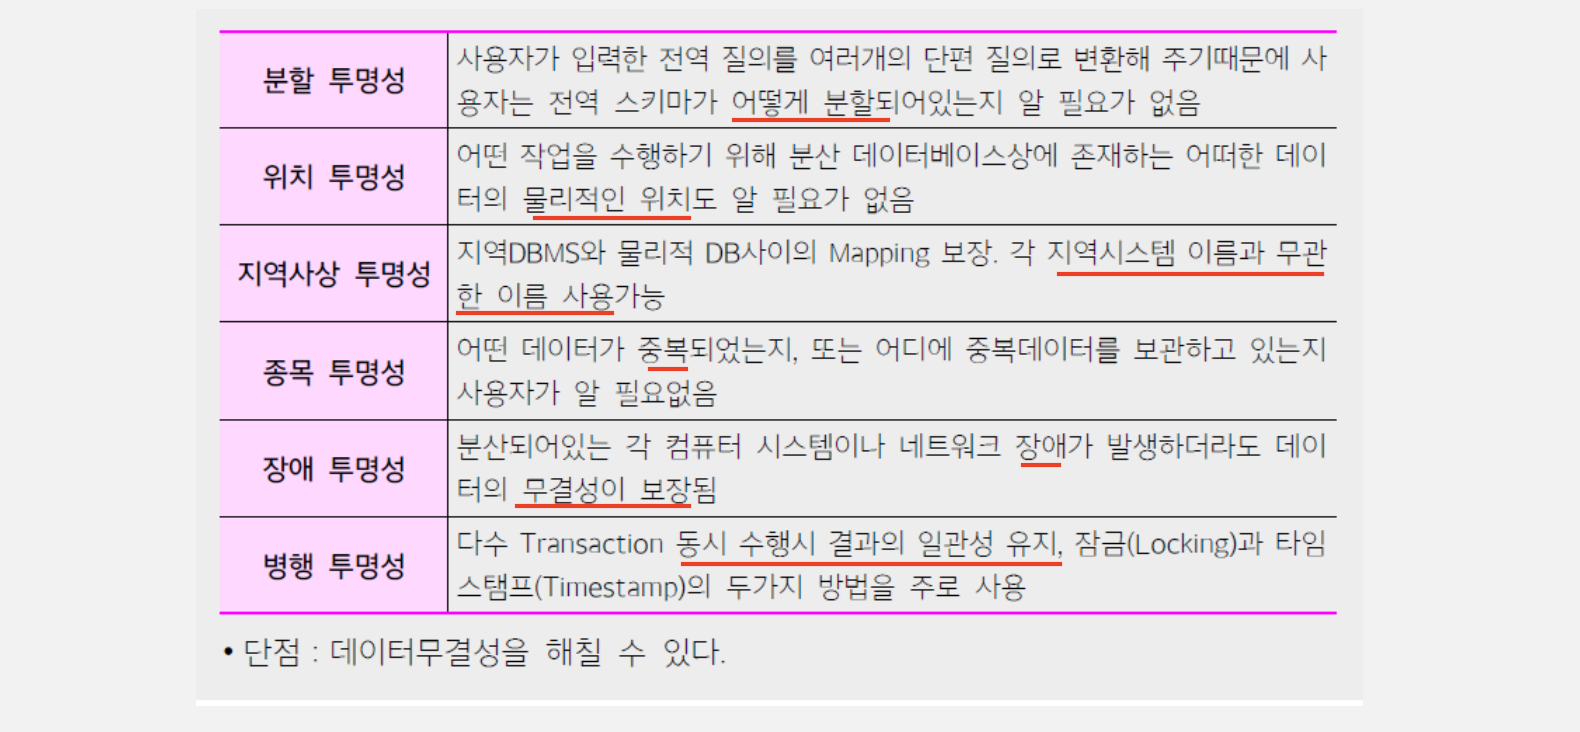 분할 투명성
사용자가 입력한 전역 질의를 여러개의 단편 질의로 변환해 주기때문에 사
용자는 전역 스키마가 어떻게 분할되어있는지 알 필요가 없음
위치 투명성
어떤 작업을 수행하기 위해 분산 데이터베이스상에 존재하는 어떠한 데이
터의 물리적인 위치도 알 필요가 없음
지역사상 투명성
지역DBMS와 물리적 DB사이의 Mapping 보장. 각 지역시스템 이름과 무관
한 이름 사용가능
종목 투명성
어떤 데이터가 중복되었는지, 또는 어디에 중복데이터를 보관하고 있는지
사용자가 알 필요없음
장애 투명성
분산되어있는 각 컴퓨터 시스템이나 네트워크 장애가 발생하더라도 데이
터의 무결성이 보장됨
병행 투명성
다수 Transaction 동시 수행시 결과의 일관성 유지, 잠금(Locking)과 타임
스탬프(Timestamp)의 두가지 방법을 주로 사용
• 단점 : 데이터무결성을 해칠 수 있다.